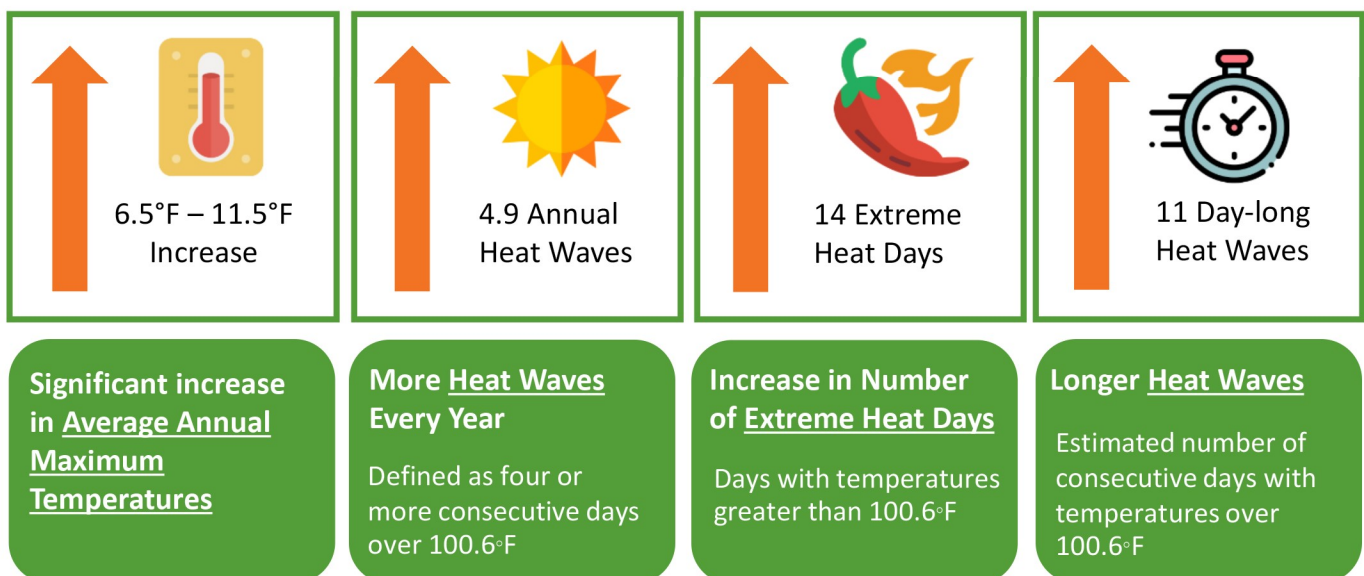 6.5°F – 11.5°F
Increase
4.9 Annual
Heat Waves
14 Extreme
Heat Days
11 Day-long
Heat Waves
Significant increase
in Average Annual
Maximum
Temperatures
More Heat Waves
Every Year
Defined as four or
more consecutive days
over 100.6◦F
Increase in Number
of Extreme Heat Days
Days with temperatures
greater than 100.6◦F
Longer Heat Waves
Estimated number of
consecutive days with
temperatures over
100.6◦F